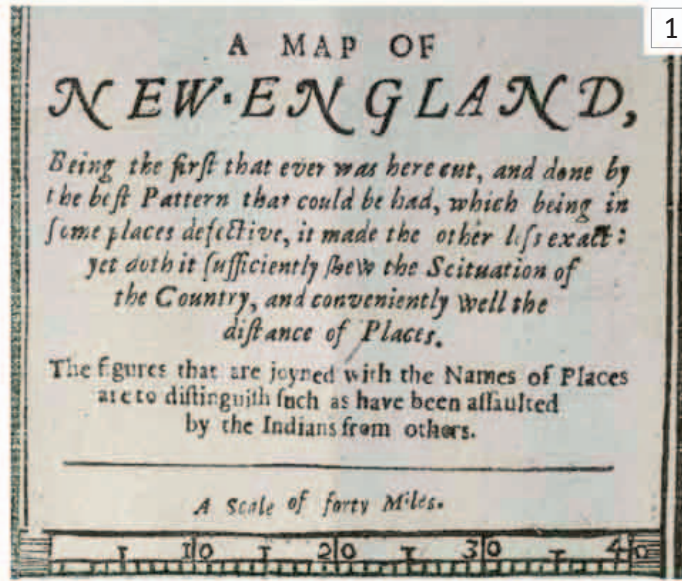 1
A MAP OF
NEW·ENGLAND,
Being the firſt that ever was here cut, and done by
the beſt Pattern that could be had, which being in
ſome places defective, it made the other leſs exact:
yet doth it ſufficiently ſhew the Scituation of
the Country, and conveniently well the
diſtance of Places.
The figures that are joyned with the Names of Places
are to diſtinguiſh ſuch as have been aſſaulted
by the Indians from others.
A Scale of forty Miles.
10 20 30 40